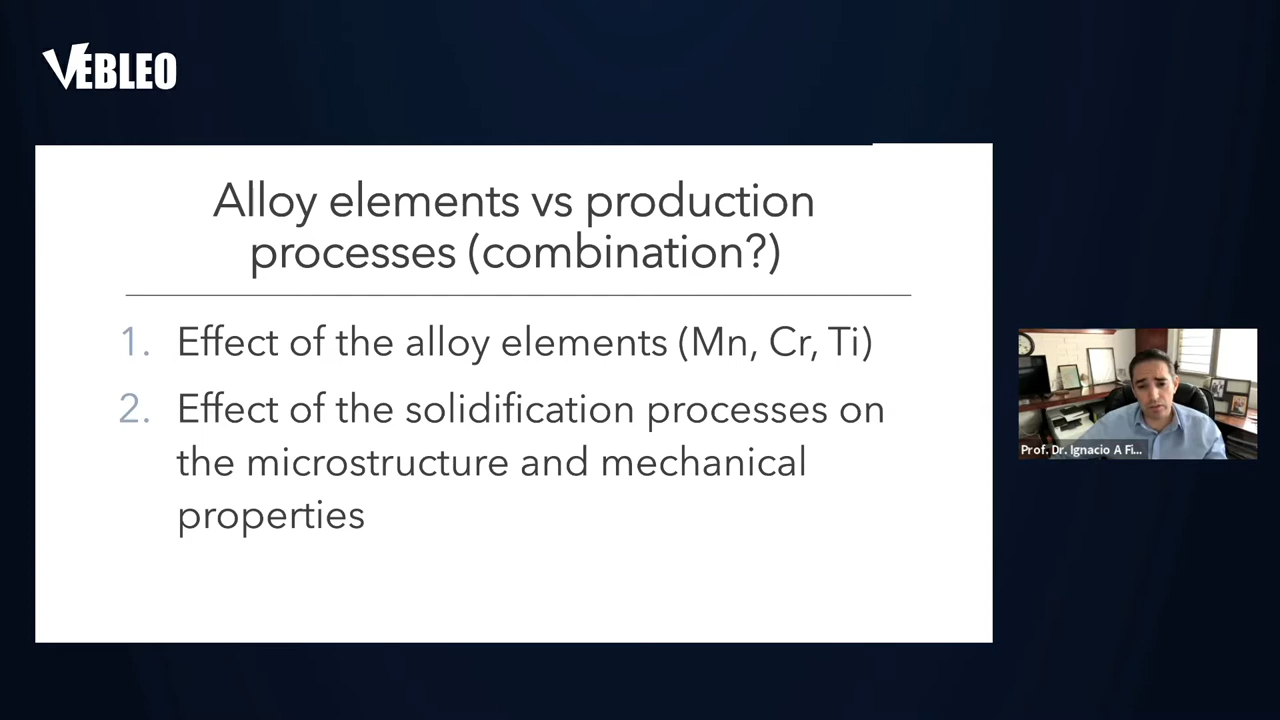 VEBLEO
Alloy elements vs production
processes (combination?)
1. Effect of the alloy elements (Mn, Cr, Ti)
2. Effect of the solidification processes on
the microstructure and mechanical
properties
Prof. Dr. Ignacio A Fi...